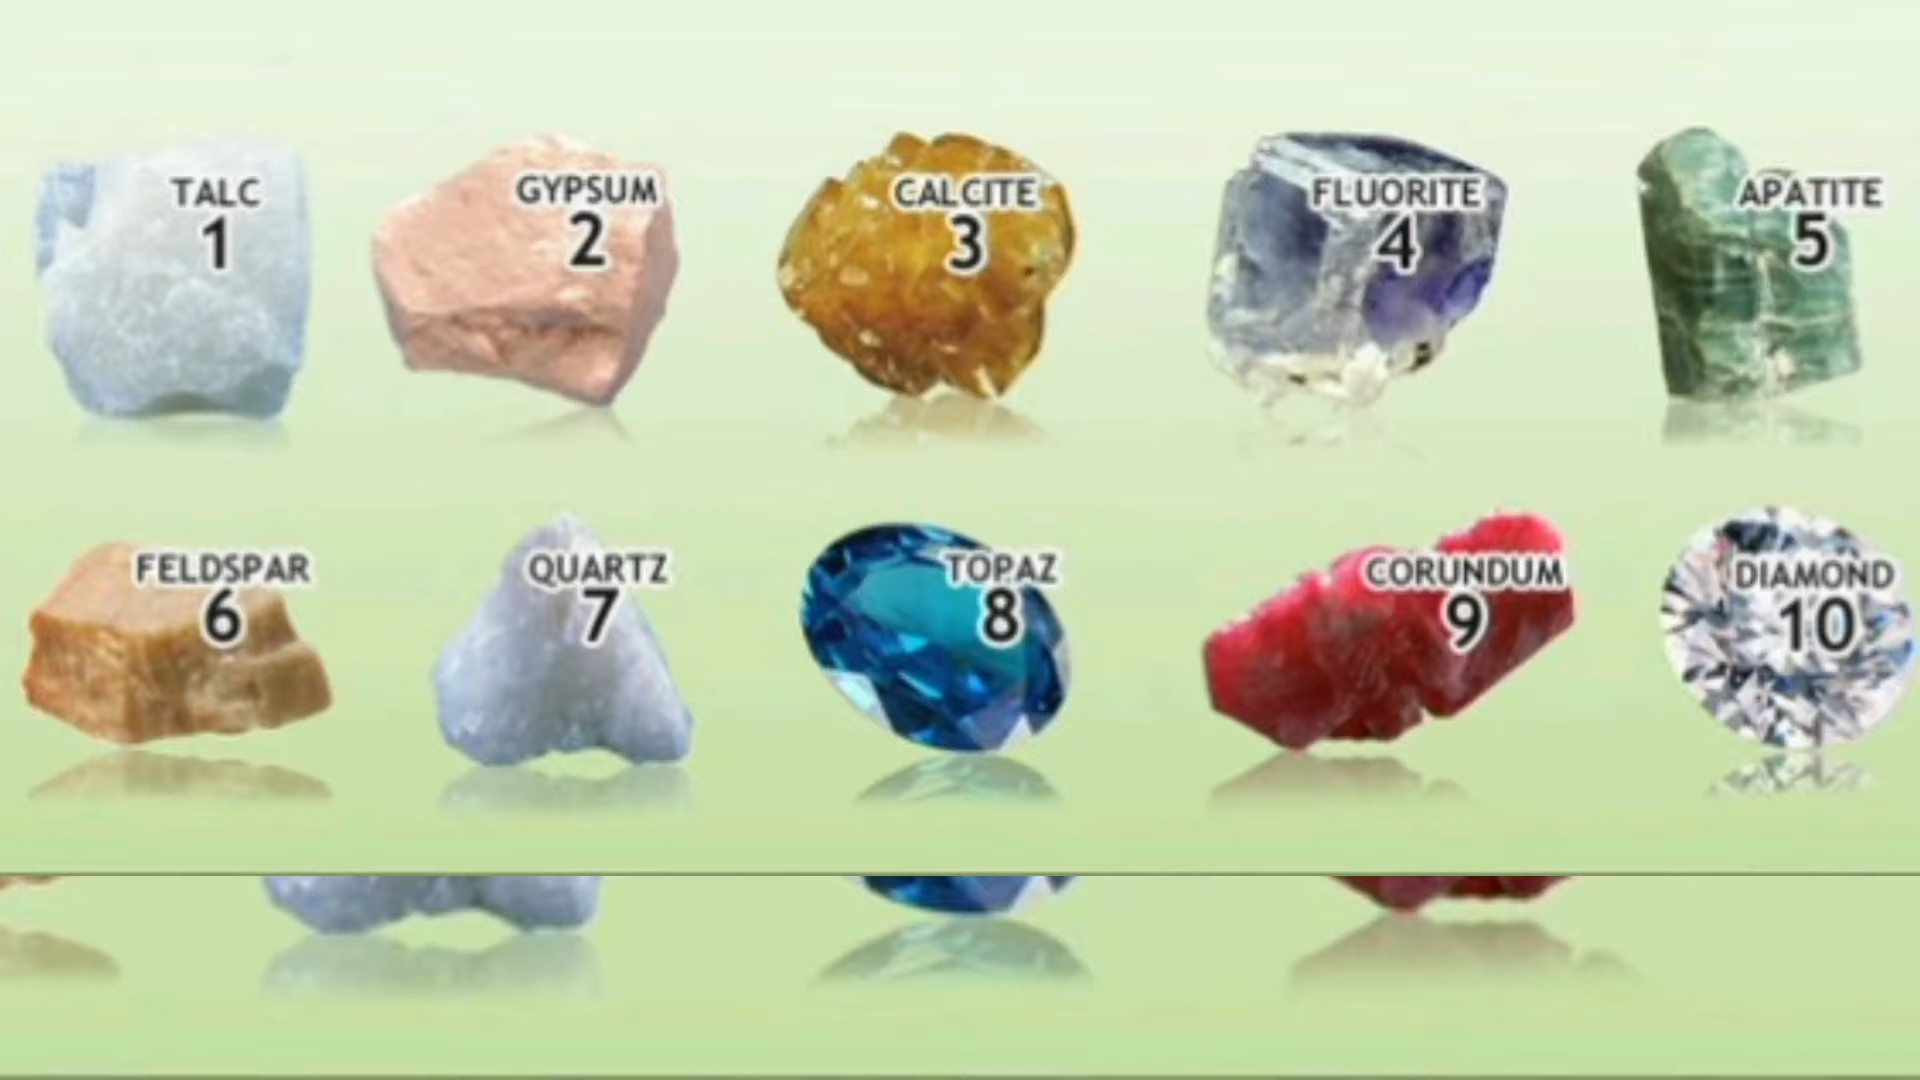 TALC
1
GYPSUM
2
CALCITE
3
FLUORITE
4
APATITE
5
FELDSPAR
6
QUARTZ
7
TOPAZ
8
CORUNDUM
9
DIAMOND
10